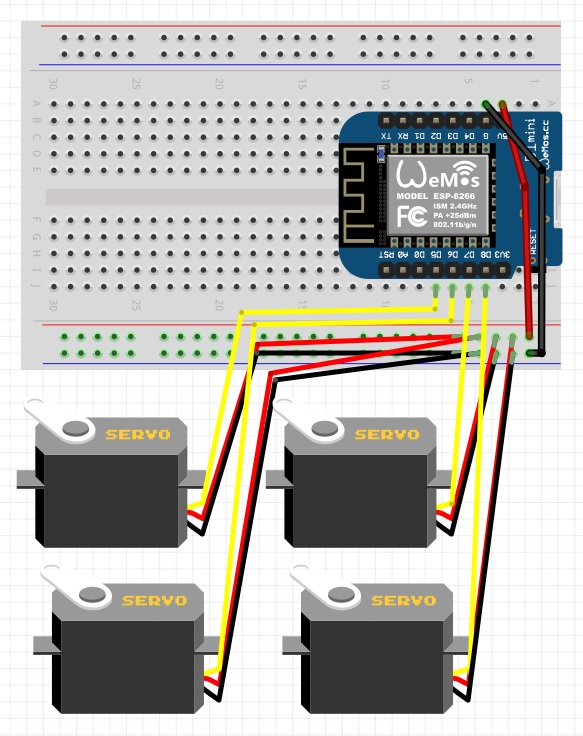 30 25 20 15 10 5 1
A A
B
C
D
E
TX RX D1 D2 D3 D4 G 5V
D1 mini
WeMos.cc
WeMos
MODEL ESP-8266
FC ISM 2.4GHz
PA +25dBm
802.11b/g/n
RST A0 D0 D5 D6 D7 D8 3V3
RESET
F
G
H
I
J J
30 25 20 15 10
SERVO SERVO
SERVO SERVO